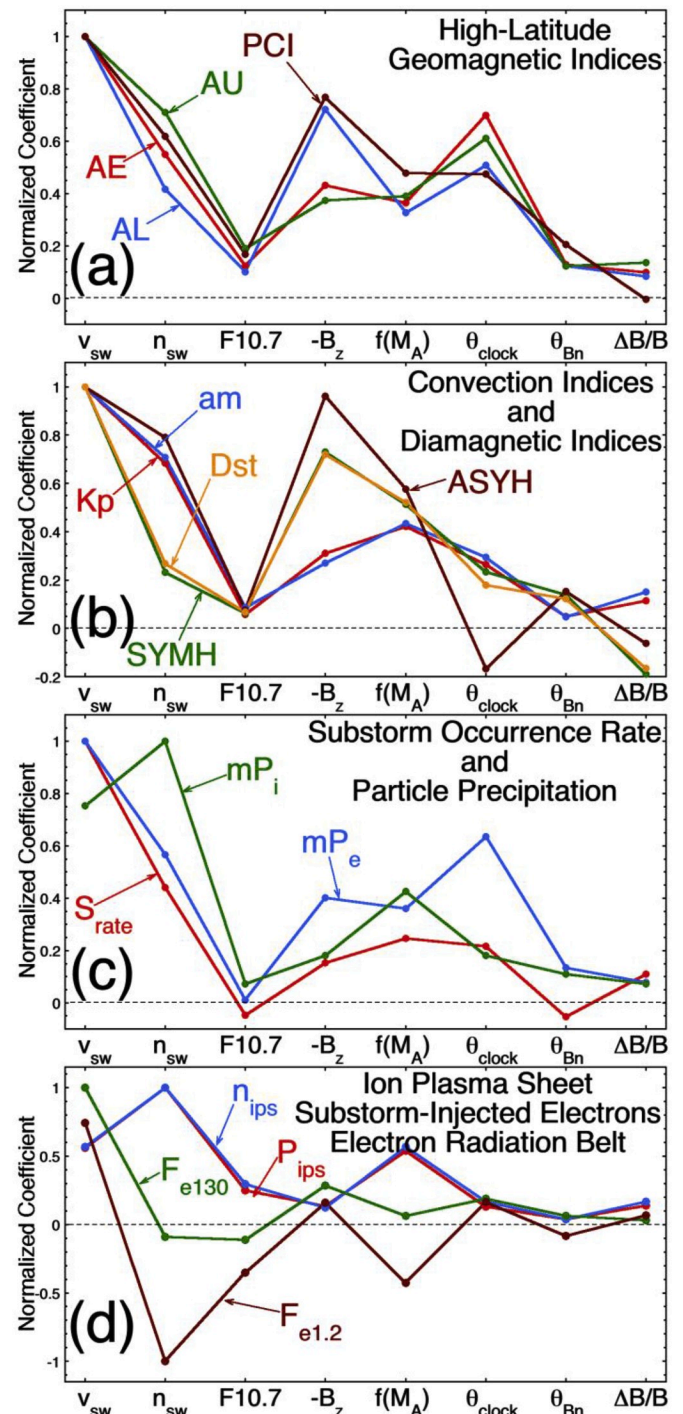 High-Latitude
Geomagnetic Indices
Normalized Coefficient
1
0.8
0.6
0.4
0.2
0
PCI
AU
AE
AL
(a)
v_sw n_sw F10.7 -B_z f(M_A) θ_clock θ_Bn ΔB/B
Convection Indices
and
Diamagnetic Indices
Normalized Coefficient
1
0.8
0.6
0.4
0.2
0
-0.2
am
Dst
Kp
ASYH
SYMH
(b)
v_sw n_sw F10.7 -B_z f(M_A) θ_clock θ_Bn ΔB/B
Substorm Occurrence Rate
and
Particle Precipitation
Normalized Coefficient
1
0.8
0.6
0.4
0.2
0
mP_i
mP_e
S_rate
(c)
v_sw n_sw F10.7 -B_z f(M_A) θ_clock θ_Bn ΔB/B
Ion Plasma Sheet
Substorm-Injected Electrons
Electron Radiation Belt
Normalized Coefficient
1
0.5
0
-0.5
-1
n_ips
P_ips
F_e130
F_e1.2
(d)
v_sw n_sw F10.7 -B_z f(M_A) θ_clock θ_Bn ΔB/B